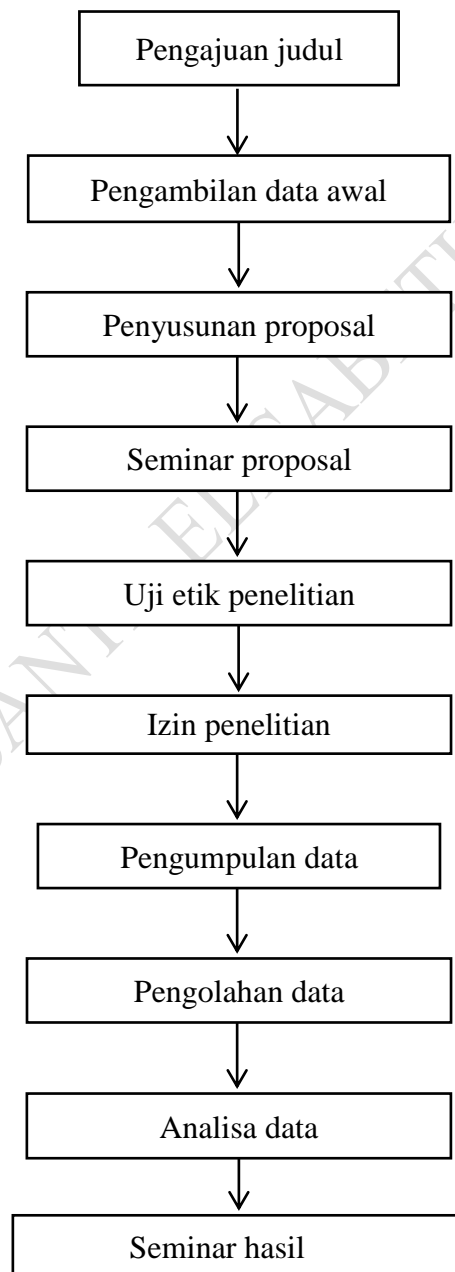 Pengajuan judul
Pengambilan data awal
Penyusunan proposal
Seminar proposal
Uji etik penelitian
Izin penelitian
Pengumpulan data
Pengolahan data
Analisa data
Seminar hasil